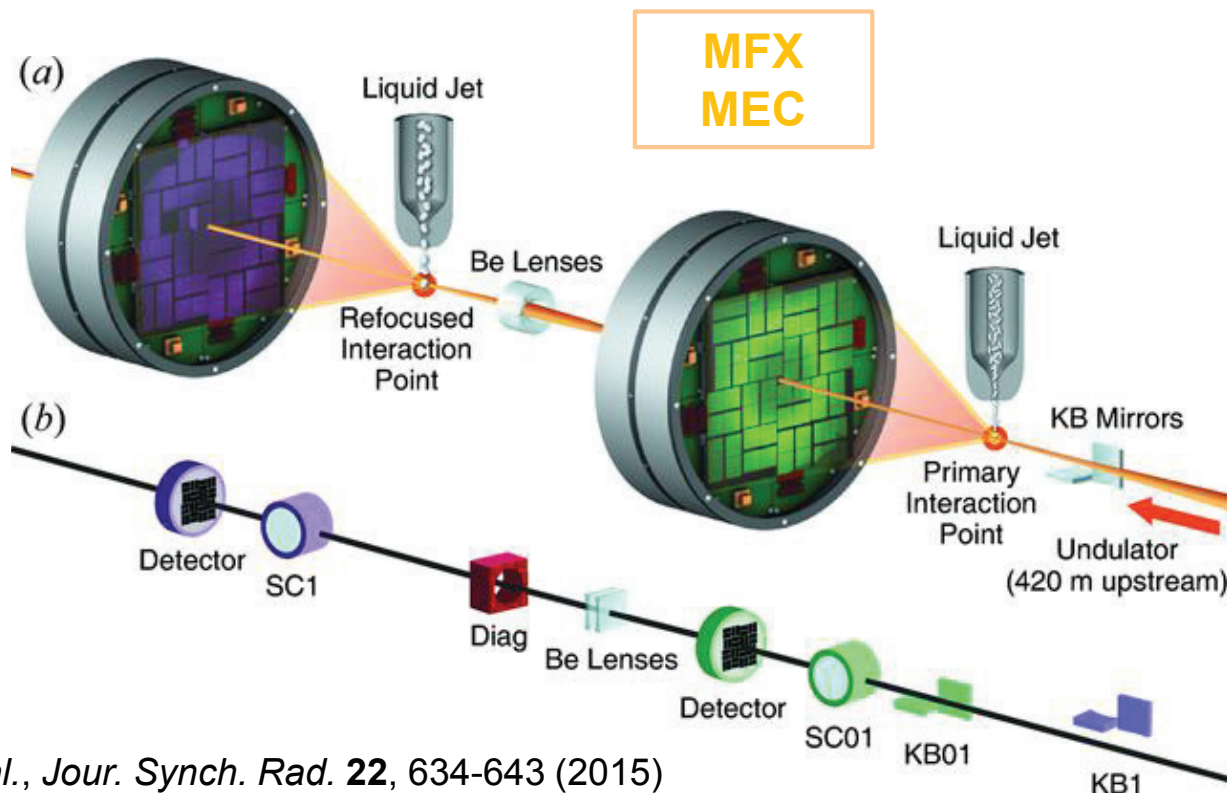 MFX
MEC
(a)
Liquid Jet
Be Lenses
Refocused
Interaction
Point
Liquid Jet
KB Mirrors
Primary
Interaction
Point
Undulator
(420 m upstream)
(b)
Detector
SC1
Diag
Be Lenses
Detector
SC01
KB01
KB1
l., Jour. Synch. Rad. 22, 634-643 (2015)